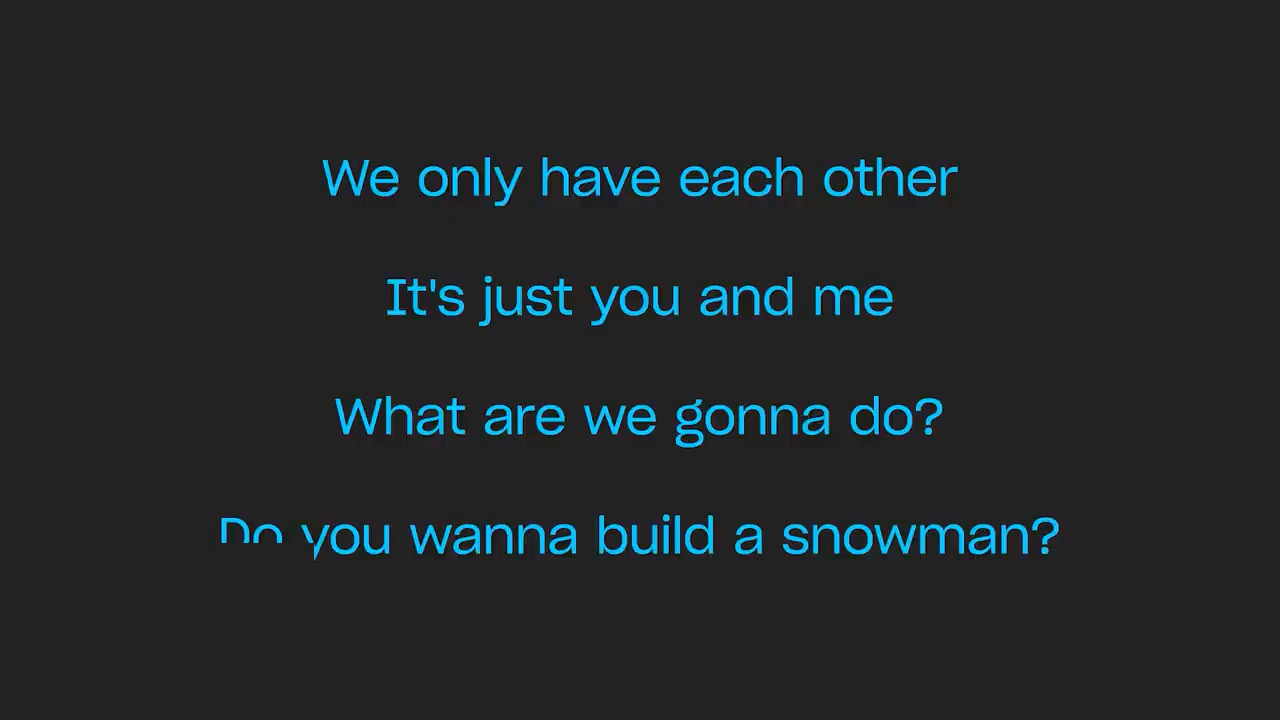 We only have each other
It's just you and me
What are we gonna do?
Do you wanna build a snowman?